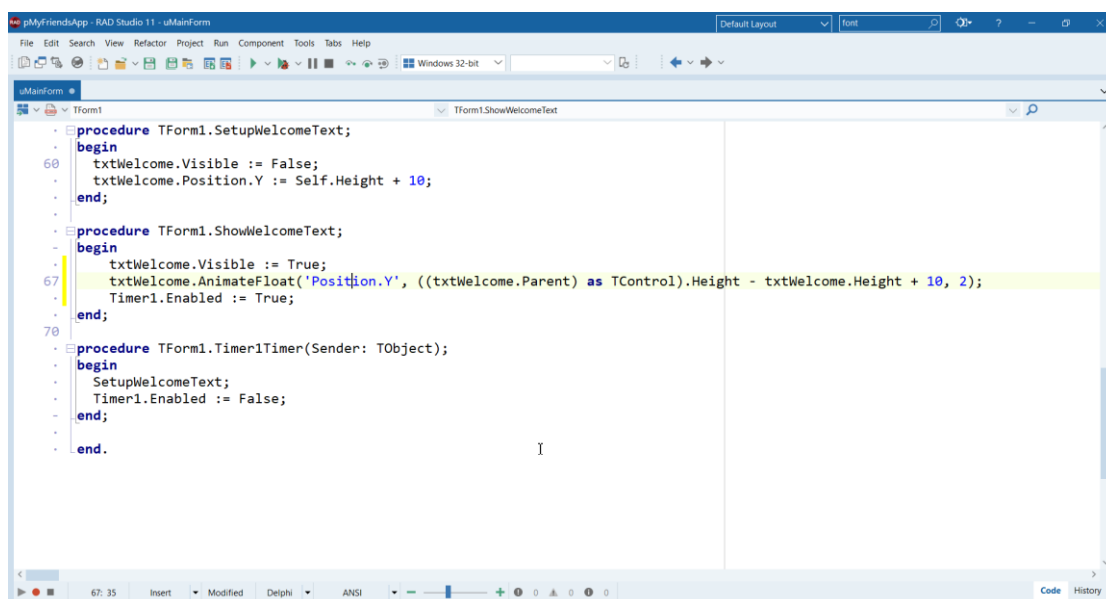 RAD pMyFriendsApp - RAD Studio 11 - uMainForm Default Layout font ?
File Edit Search View Refactor Project Run Component Tools Tabs Help
Windows 32-bit
uMainForm
TForm1 TForm1.ShowWelcomeText
procedure TForm1.SetupWelcomeText;
begin
60 txtWelcome.Visible := False;
txtWelcome.Position.Y := Self.Height + 10;
end;
procedure TForm1.ShowWelcomeText;
begin
txtWelcome.Visible := True;
67 txtWelcome.AnimateFloat('Position.Y', ((txtWelcome.Parent) as TControl).Height - txtWelcome.Height + 10, 2);
Timer1.Enabled := True;
end;
70
procedure TForm1.Timer1Timer(Sender: TObject);
begin
SetupWelcomeText;
Timer1.Enabled := False;
end;
end.
67: 35 Insert Modified Delphi ANSI 0 0 0 Code History